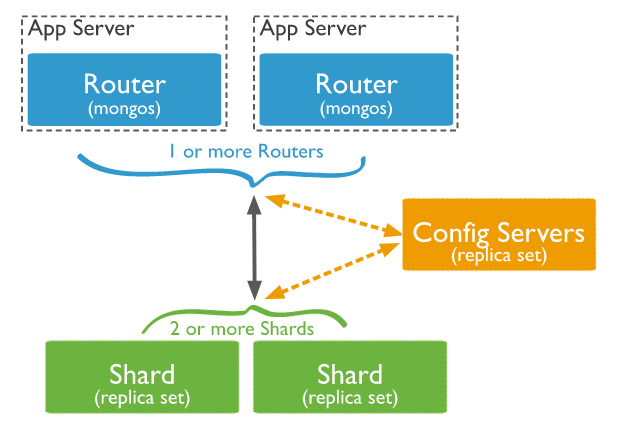 App Server
App Server
Router
(mongos)
Router
(mongos)
1 or more Routers
Config Servers
(replica set)
2 or more Shards
Shard
(replica set)
Shard
(replica set)